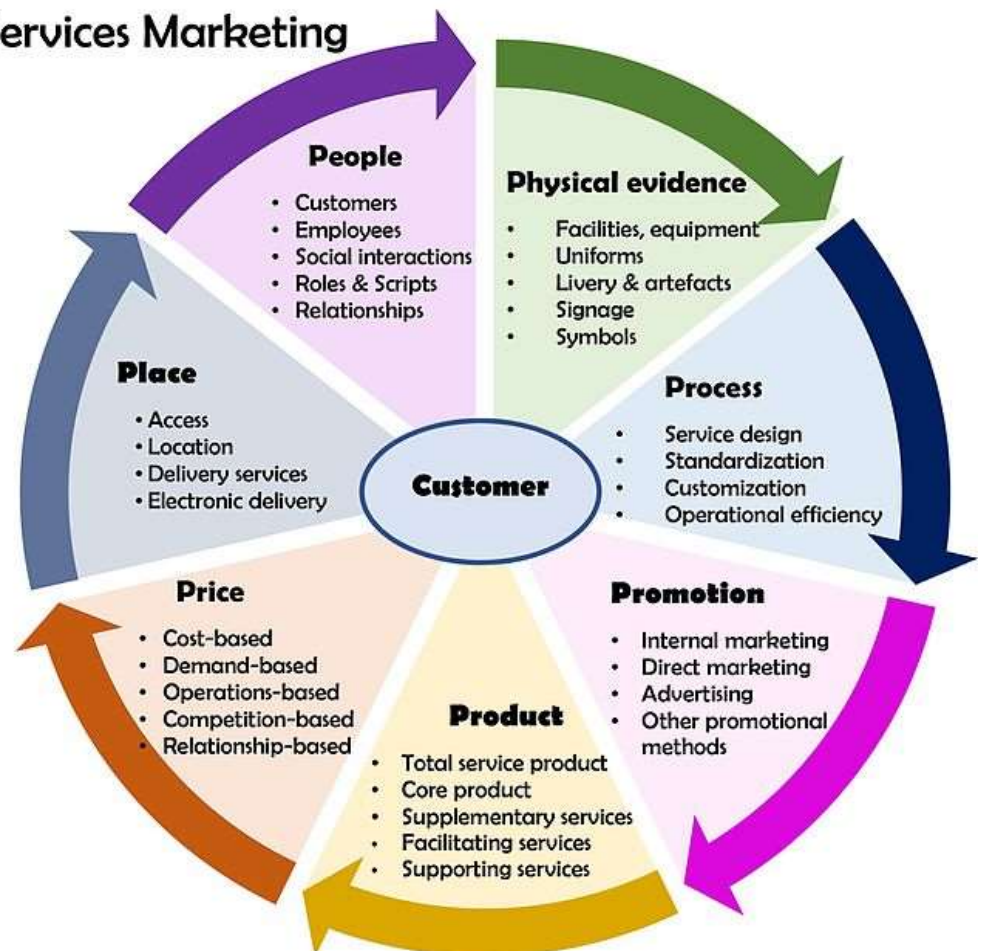 ervices Marketing
People
• Customers
• Employees
• Social interactions
• Roles & Scripts
• Relationships
Physical evidence
• Facilities, equipment
• Uniforms
• Livery & artefacts
• Signage
• Symbols
Process
• Service design
• Standardization
• Customization
• Operational efficiency
Promotion
• Internal marketing
• Direct marketing
• Advertising
• Other promotional
methods
Product
• Total service product
• Core product
• Supplementary services
• Facilitating services
• Supporting services
Price
• Cost-based
• Demand-based
• Operations-based
• Competition-based
• Relationship-based
Place
• Access
• Location
• Delivery services
• Electronic delivery
Customer